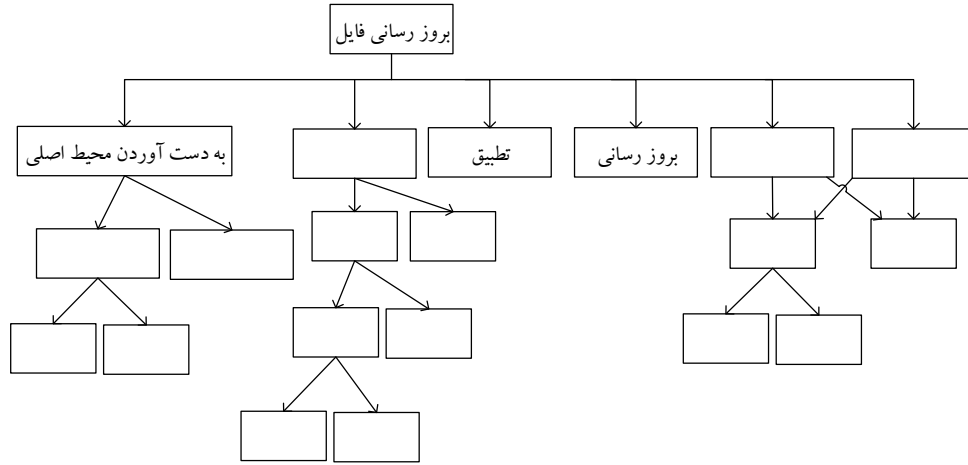 بروز رسانی فایل
به دست آوردن محیط اصلی
تطبیق
بروز رسانی